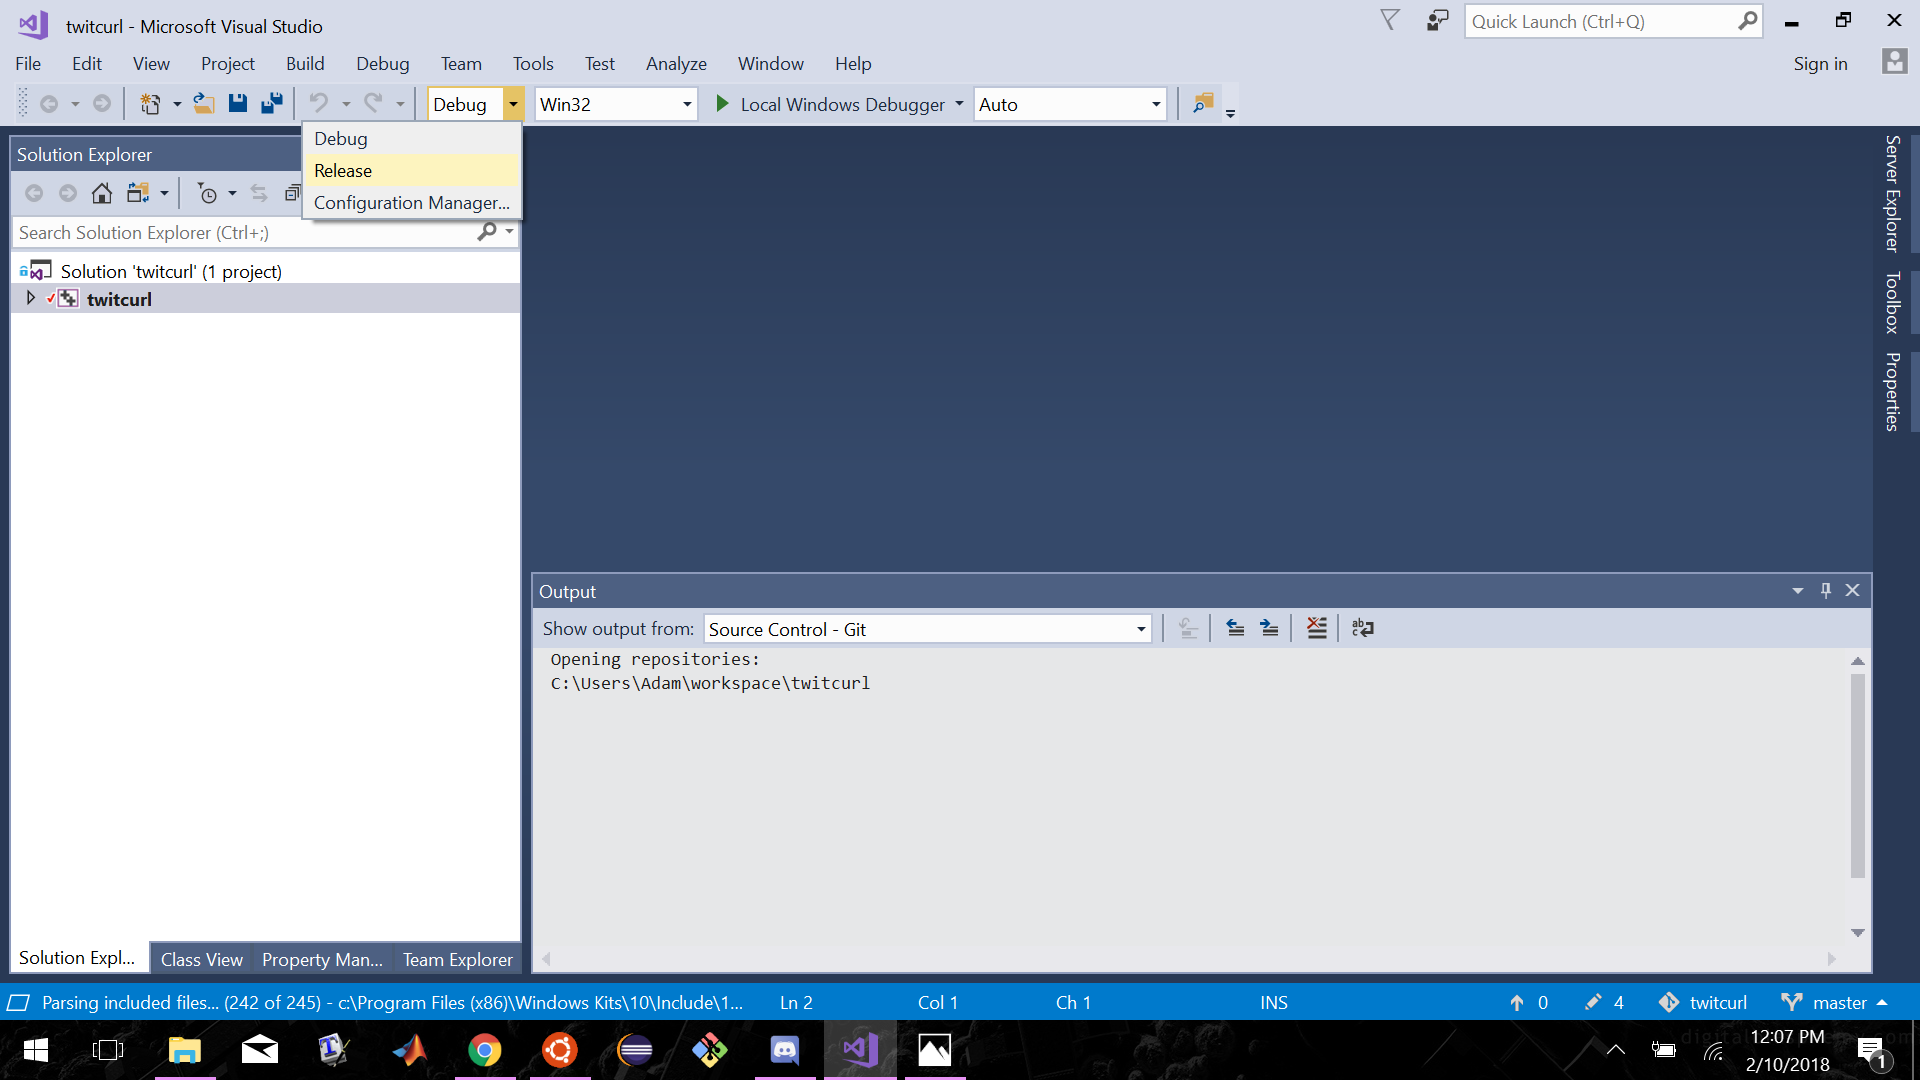 twitcurl - Microsoft Visual Studio
Quick Launch (Ctrl+Q)
File Edit View Project Build Debug Team Tools Test Analyze Window Help
Sign in
Debug Win32 Local Windows Debugger Auto
Debug
Release
Configuration Manager...
Solution Explorer
Search Solution Explorer (Ctrl+;)
Solution 'twitcurl' (1 project)
twitcurl
Server Explorer
Toolbox
Properties
Output
Show output from: Source Control - Git
Opening repositories:
C:\Users\Adam\workspace\twitcurl
Solution Expl... Class View Property Man... Team Explorer
Parsing included files... (242 of 245) - c:\Program Files (x86)\Windows Kits\10\Include\1... Ln 2 Col 1 Ch 1 INS 0 4 twitcurl master
12:07 PM
2/10/2018
1